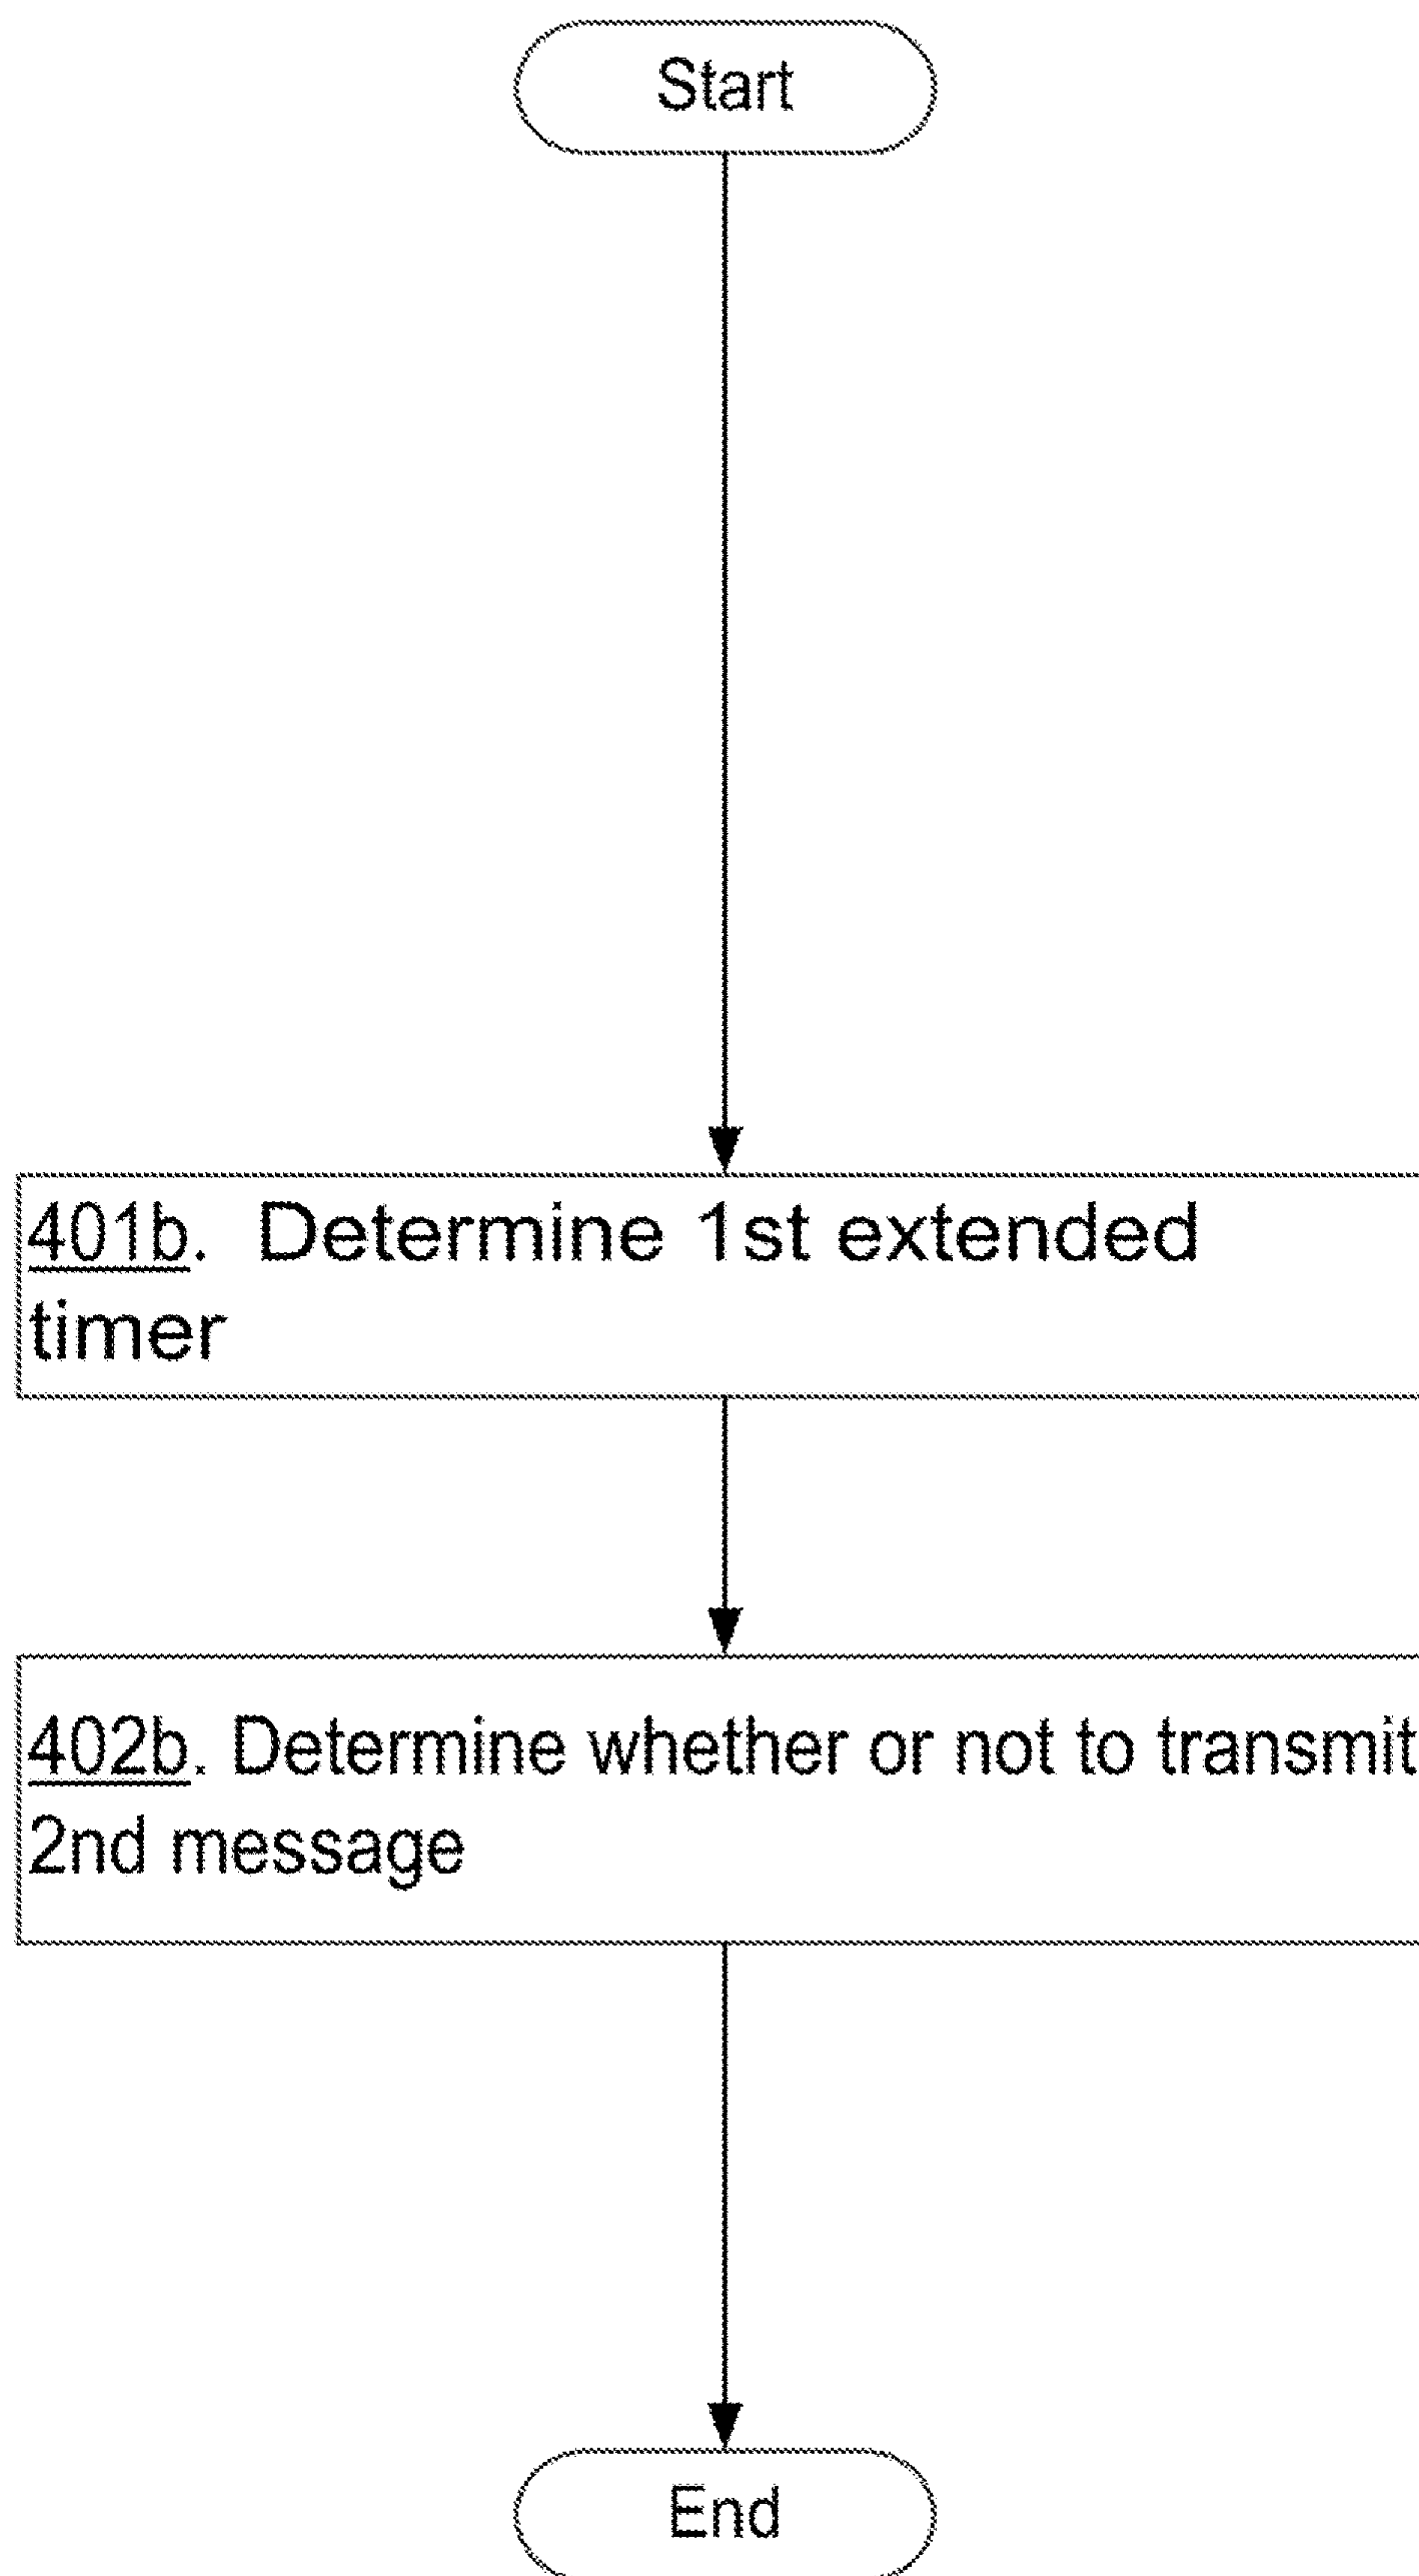 Start
401b. Determine 1st extended
timer
402b. Determine whether or not to transmit
2nd message
End